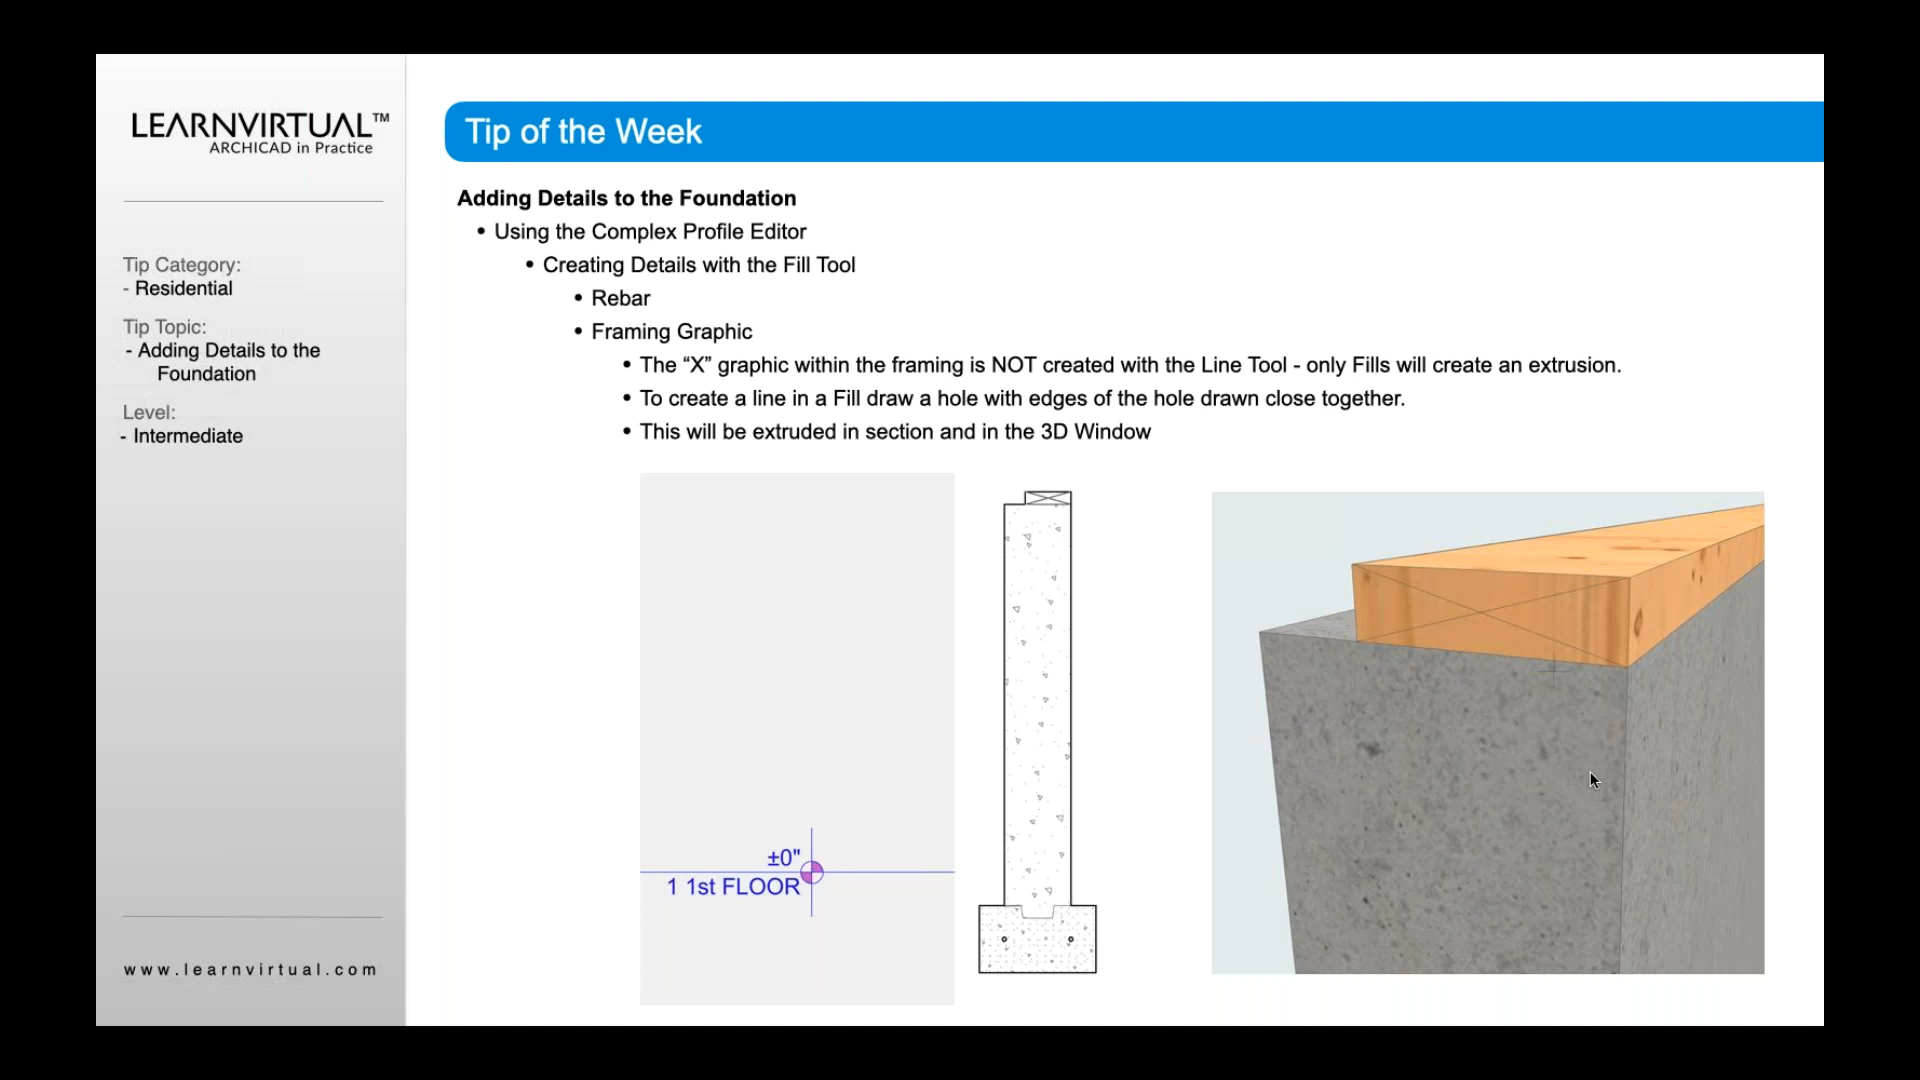 LEARNVIRTUAL™
ARCHICAD in Practice
Tip Category:
- Residential
Tip Topic:
- Adding Details to the
Foundation
Level:
- Intermediate
www.learnvirtual.com
Tip of the Week
Adding Details to the Foundation
• Using the Complex Profile Editor
• Creating Details with the Fill Tool
• Rebar
• Framing Graphic
• The “X” graphic within the framing is NOT created with the Line Tool - only Fills will create an extrusion.
• To create a line in a Fill draw a hole with edges of the hole drawn close together.
• This will be extruded in section and in the 3D Window
±0"
1 1st FLOOR